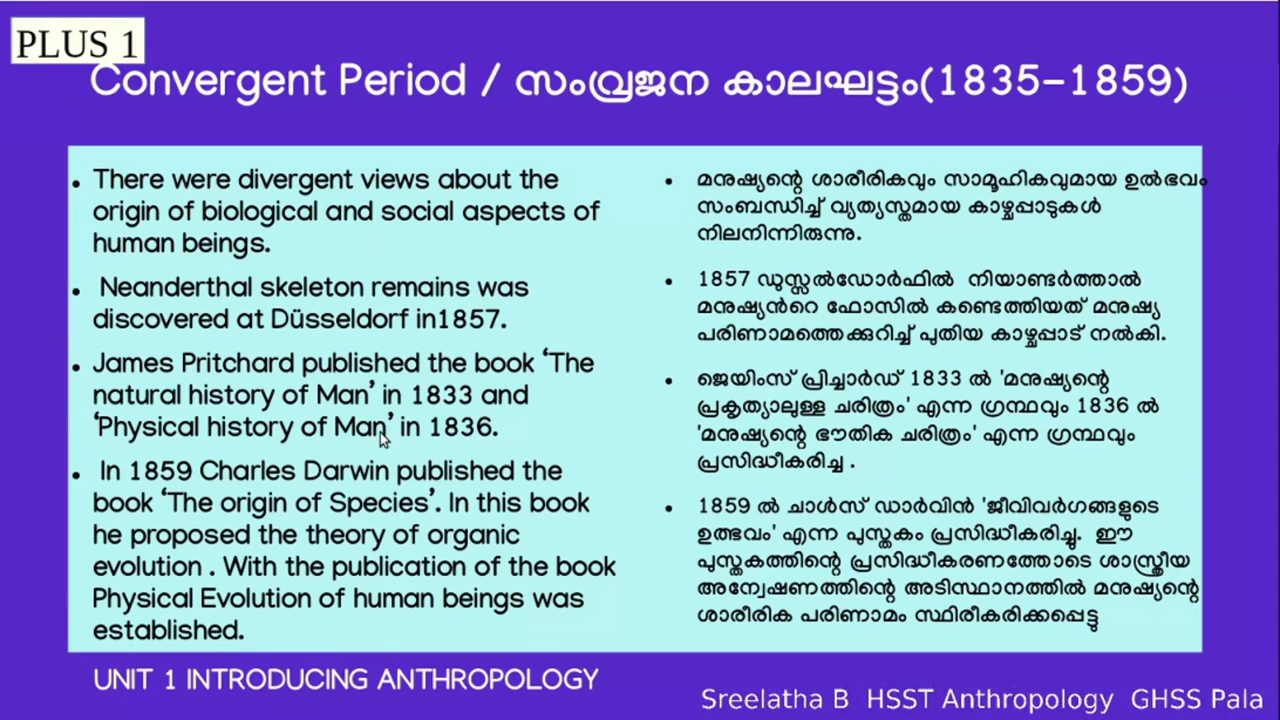 PLUS 1
Convergent Period / സംവ്രജന കാലഘട്ടം(1835-1859)
• There were divergent views about the
origin of biological and social aspects of
human beings.
• Neanderthal skeleton remains was
discovered at Düsseldorf in1857.
• James Pritchard published the book ‘The
natural history of Man’ in 1833 and
‘Physical history of Man’ in 1836.
• In 1859 Charles Darwin published the
book ‘The origin of Species’. In this book
he proposed the theory of organic
evolution . With the publication of the book
Physical Evolution of human beings was
established.
• മനുഷ്യന്റെ ശാരീരികവും സാമൂഹികവുമായ ഉൽഭവം
സംബന്ധിച്ച് വ്യത്യസ്തമായ കാഴ്ചപ്പാടുകൾ
നിലനിന്നിരുന്നു.
• 1857 ഡുസ്സൽഡോർഫിൽ നിയാണ്ടർത്താൽ
മനുഷ്യൻറെ ഫോസിൽ കണ്ടെത്തിയത് മനുഷ്യ
പരിണാമത്തെക്കുറിച്ച് പുതിയ കാഴ്ചപ്പാട് നൽകി.
• ജെയിംസ് പ്രിച്ചാർഡ് 1833 ൽ 'മനുഷ്യന്റെ
പ്രകൃത്യാലുള്ള ചരിത്രം' എന്ന ഗ്രന്ഥവും 1836 ൽ
'മനുഷ്യന്റെ ഭൗതിക ചരിത്രം' എന്ന ഗ്രന്ഥവും
പ്രസിദ്ധീകരിച്ച .
• 1859 ൽ ചാൾസ് ഡാർവിൻ 'ജീവിവർഗങ്ങളുടെ
ഉത്ഭവം' എന്ന പുസ്തകം പ്രസിദ്ധീകരിച്ചു. ഈ
പുസ്തകത്തിന്റെ പ്രസിദ്ധീകരണത്തോടെ ശാസ്ത്രീയ
അന്വേഷണത്തിന്റെ അടിസ്ഥാനത്തിൽ മനുഷ്യന്റെ
ശാരീരിക പരിണാമം സ്ഥിരീകരിക്കപ്പെട്ടു
UNIT 1 INTRODUCING ANTHROPOLOGY
Sreelatha B HSST Anthropology GHSS Pala